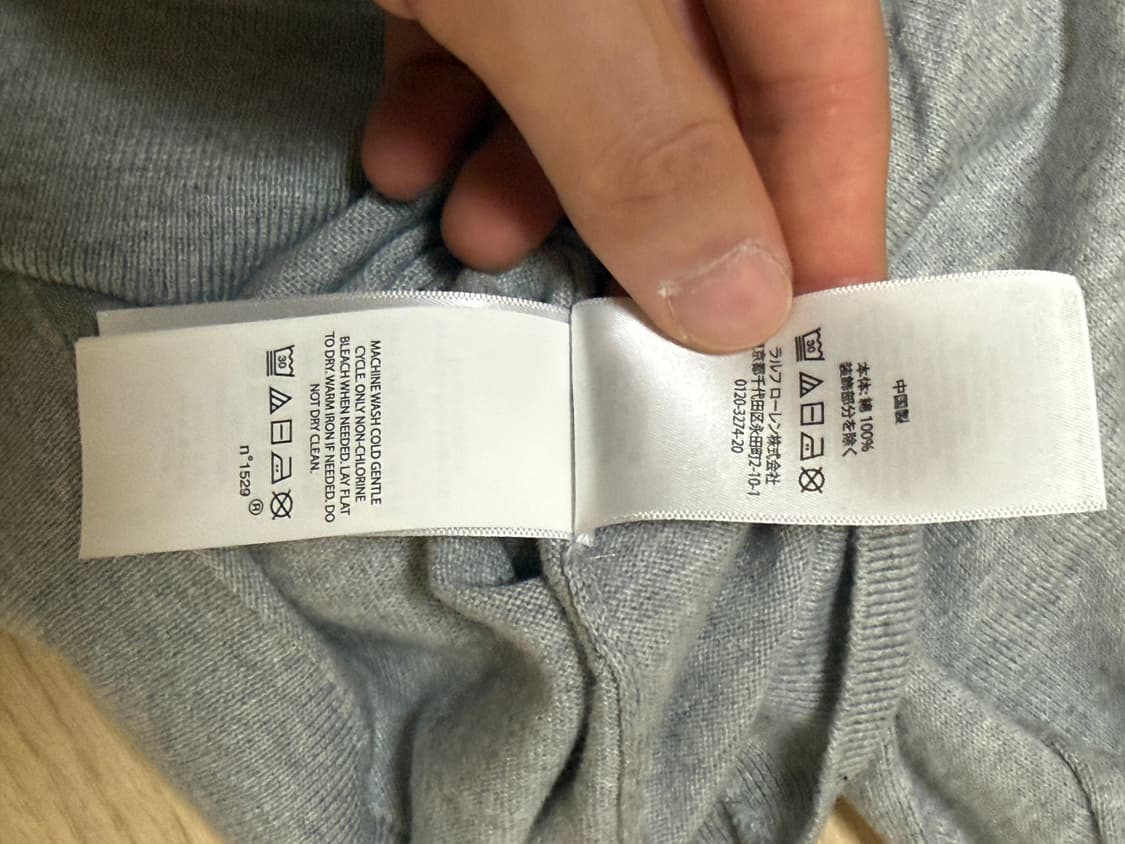 MACHINE WASH COLD GENTLE
CYCLE. ONLY NON-CHLORINE
BLEACH WHEN NEEDED. LAY FLAT
TO DRY. WARM IRON IF NEEDED. DO
NOT DRY CLEAN.
30
n°1529 ®
中国製
本体: 綿 100%
装飾部分を除く
30
ラルフ ローレン株式会社
京都千代田区永田町2-10-1
0120-3274-20